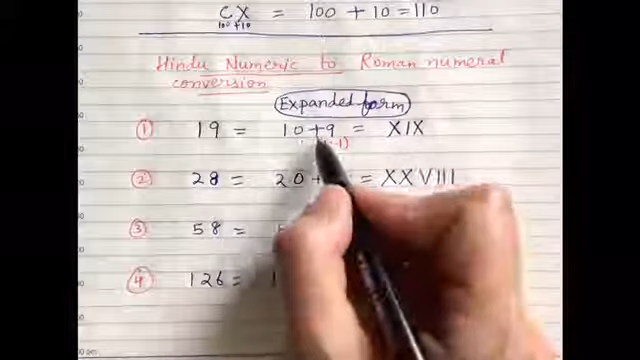 CX = 100 + 10 = 110
100+10
Hindu Numeric to Roman numeral
conversion
Expanded form
① 19 = 10+9 = XIX
② 28 = 20+ = XXVIII
③ 58 =
④ 126 =